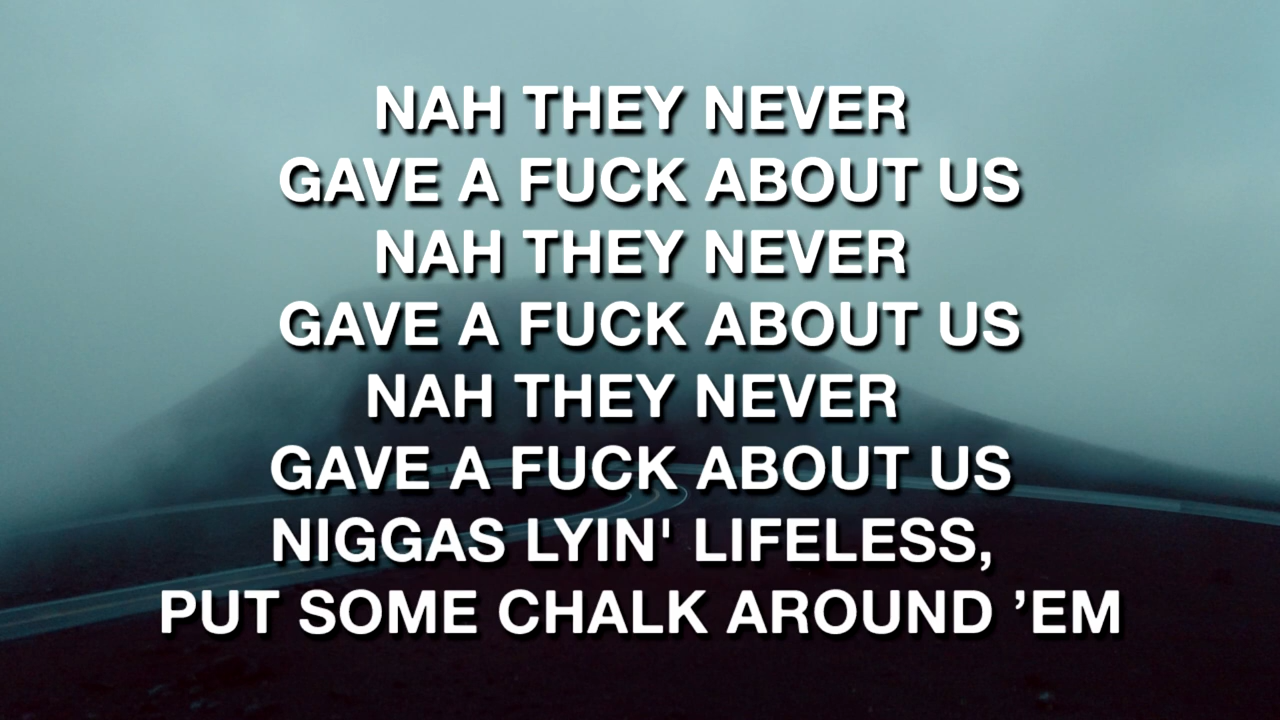 NAH THEY NEVER
GAVE A FUCK ABOUT US
NAH THEY NEVER
GAVE A FUCK ABOUT US
NAH THEY NEVER
GAVE A FUCK ABOUT US
NIGGAS LYIN' LIFELESS,
PUT SOME CHALK AROUND ’EM